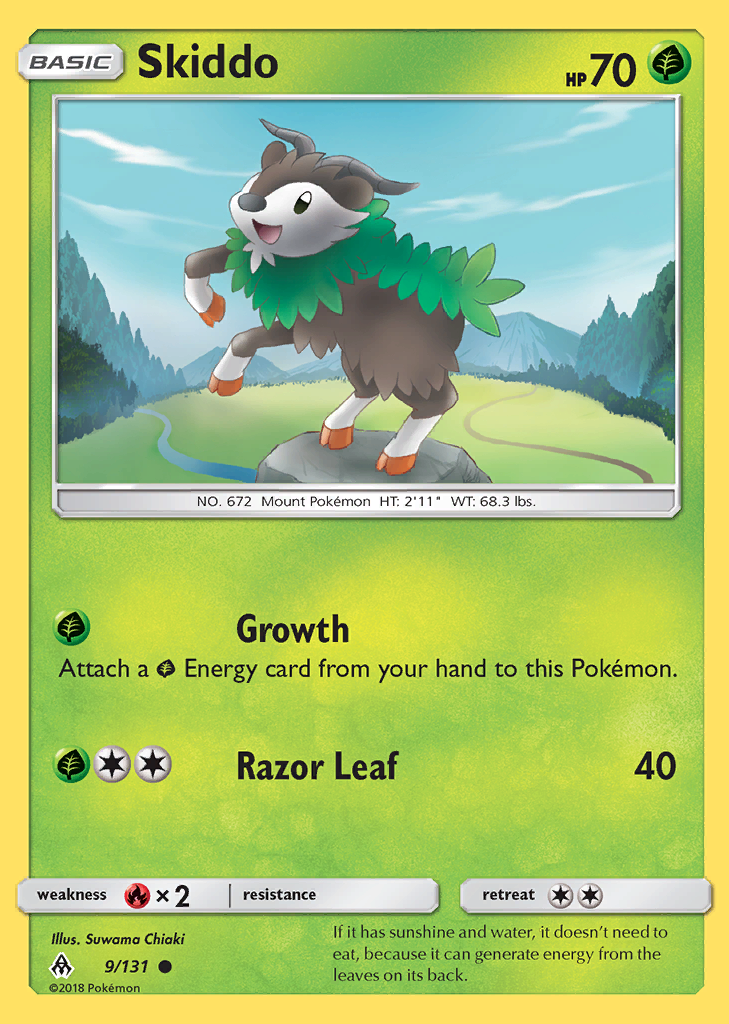 BASIC Skiddo HP 70
NO. 672 Mount Pokémon HT: 2'11" WT: 68.3 lbs.
Growth
Attach a Energy card from your hand to this Pokémon.
Razor Leaf 40
weakness × 2 resistance retreat
Illus. Suwama Chiaki
9/131
©2018 Pokémon
If it has sunshine and water, it doesn't need to
eat, because it can generate energy from the
leaves on its back.